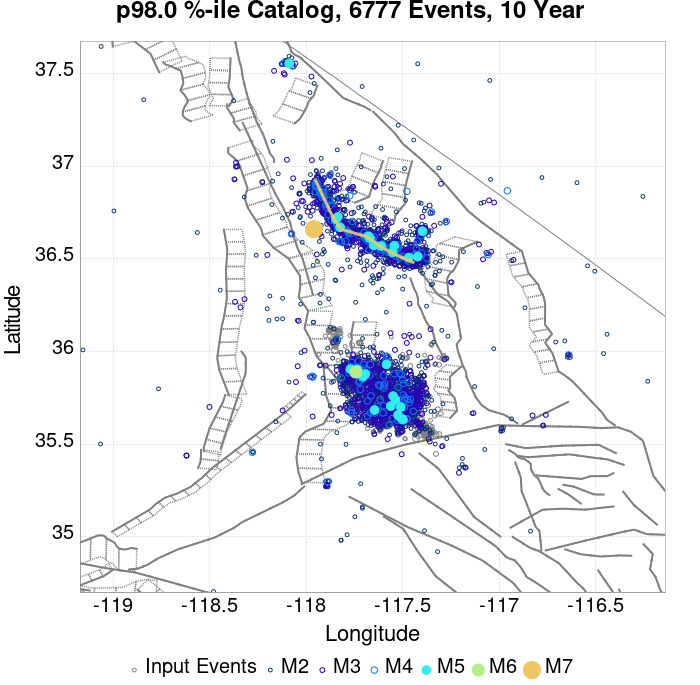 p98.0 %-ile Catalog, 6777 Events, 10 Year
37.5
37
36.5
36
35.5
35
Latitude
-119 -118.5 -118 -117.5 -117 -116.5
Longitude
Input Events M2 M3 M4 M5 M6 M7